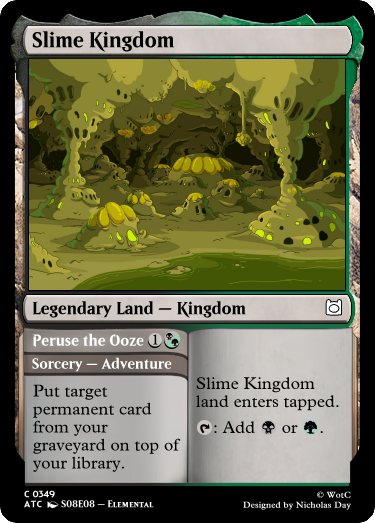 Slime Kingdom
Legendary Land — Kingdom
Peruse the Ooze 1
Sorcery — Adventure
Put target
permanent card
from your
graveyard on top of
your library.
Slime Kingdom
land enters tapped.
: Add or .
C 0349
ATC S08E08 – Elemental
© WotC
Designed by Nicholas Day